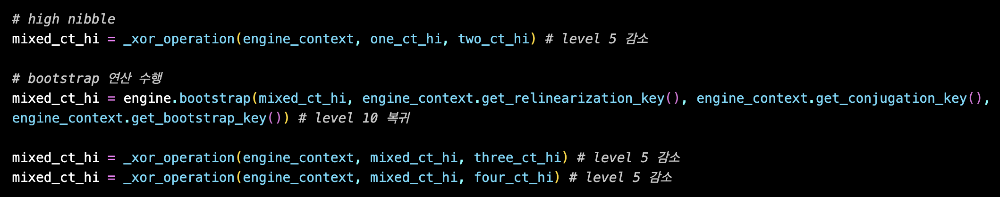 # high nibble
mixed_ct_hi = _xor_operation(engine_context, one_ct_hi, two_ct_hi) # level 5 감소
# bootstrap 연산 수행
mixed_ct_hi = engine.bootstrap(mixed_ct_hi, engine_context.get_relinearization_key(), engine_context.get_conjugation_key(),
engine_context.get_bootstrap_key()) # level 10 복귀
mixed_ct_hi = _xor_operation(engine_context, mixed_ct_hi, three_ct_hi) # level 5 감소
mixed_ct_hi = _xor_operation(engine_context, mixed_ct_hi, four_ct_hi) # level 5 감소